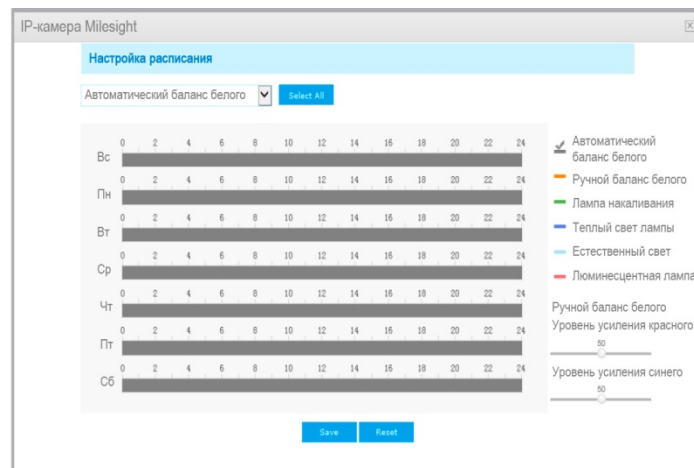 IP-камера Milesight
Настройка расписания
Автоматический баланс белого
Select All
0 2 4 6 8 10 12 14 16 18 20 22 24
Вс
0 2 4 6 8 10 12 14 16 18 20 22 24
Пн
0 2 4 6 8 10 12 14 16 18 20 22 24
Вт
0 2 4 6 8 10 12 14 16 18 20 22 24
Ср
0 2 4 6 8 10 12 14 16 18 20 22 24
Чт
0 2 4 6 8 10 12 14 16 18 20 22 24
Пт
0 2 4 6 8 10 12 14 16 18 20 22 24
Сб
Автоматический
баланс белого
Ручной баланс белого
Лампа накаливания
Теплый свет лампы
Естественный свет
Люминесцентная лампа
Ручной баланс белого
Уровень усиления красного
50
Уровень усиления синего
50
Save
Reset